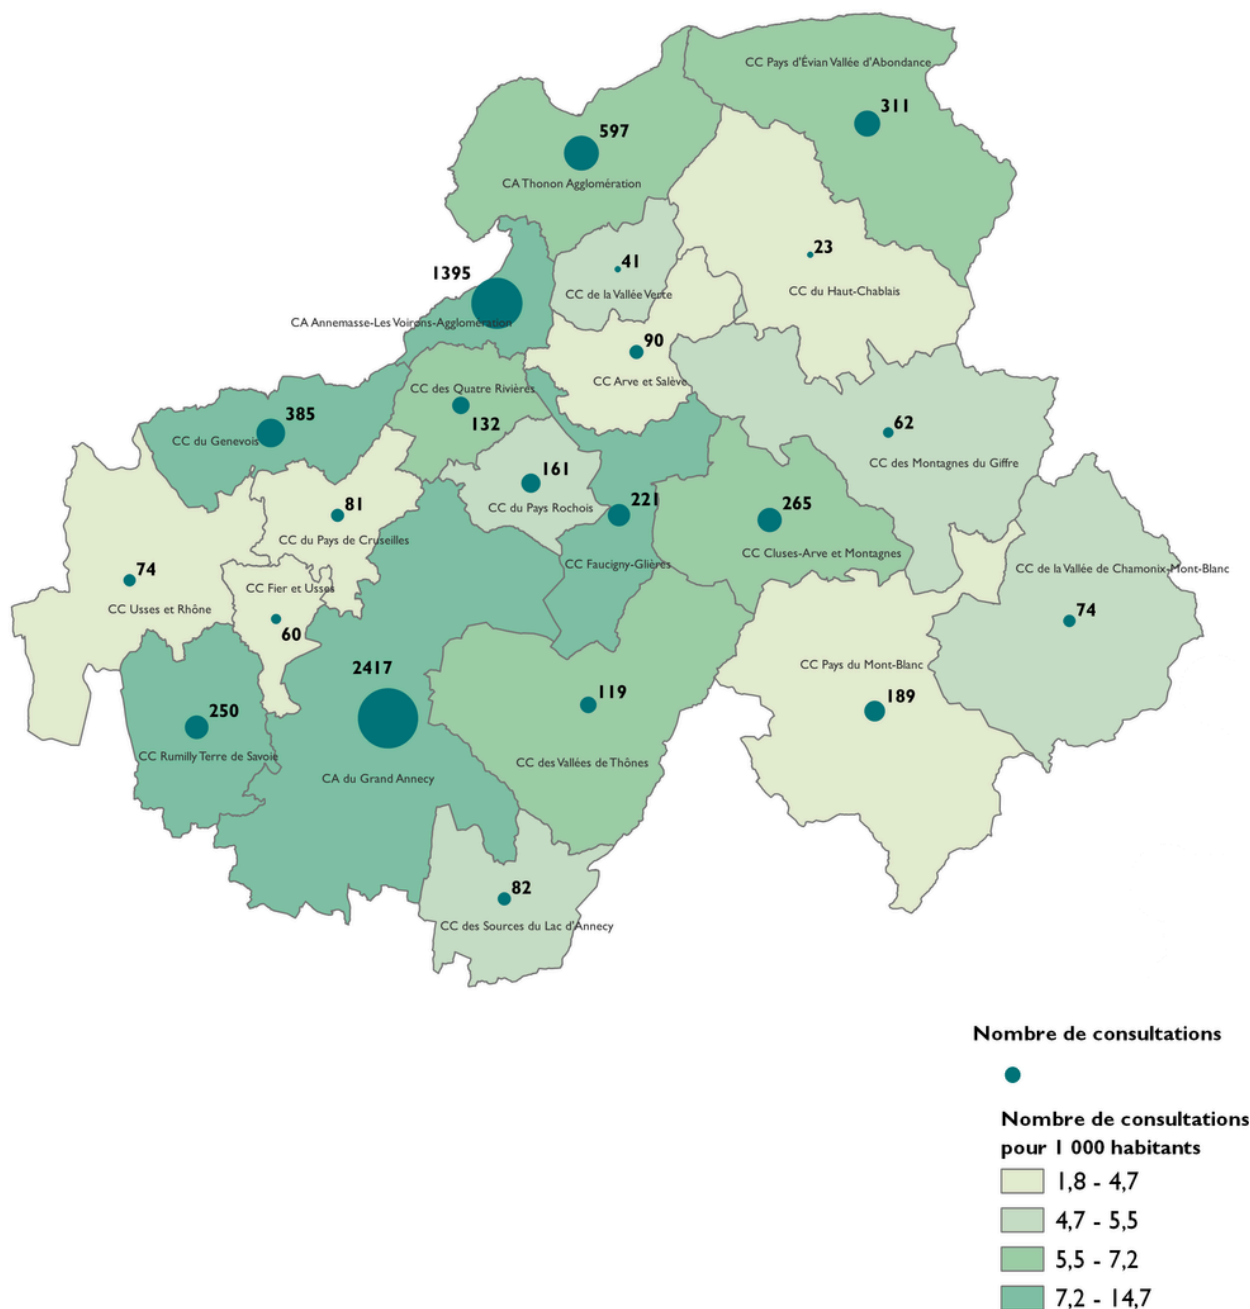 CC Pays d'Évian Vallée d'Abondance
311
597
CA Thonon Agglomération
23
CC du Haut-Chablais
41
CC de la Vallée Verte
1395
CA Annemasse-Les Voirons-Agglomération
90
CC Arve et Salève
CC des Quatre Rivières
132
385
CC du Genevois
62
CC des Montagnes du Giffre
161
CC du Pays Rochois
81
CC du Pays de Cruseilles
221
CC Faucigny-Glières
265
CC Cluses-Arve et Montagnes
CC de la Vallée de Chamonix-Mont-Blanc
74
74
CC Usses et Rhône
CC Fier et Usses
60
CC Pays du Mont-Blanc
189
2417
CA du Grand Annecy
119
CC des Vallées de Thônes
250
CC Rumilly Terre de Savoie
82
CC des Sources du Lac d'Annecy
Nombre de consultations
Nombre de consultations
pour 1 000 habitants
1,8 - 4,7
4,7 - 5,5
5,5 - 7,2
7,2 - 14,7